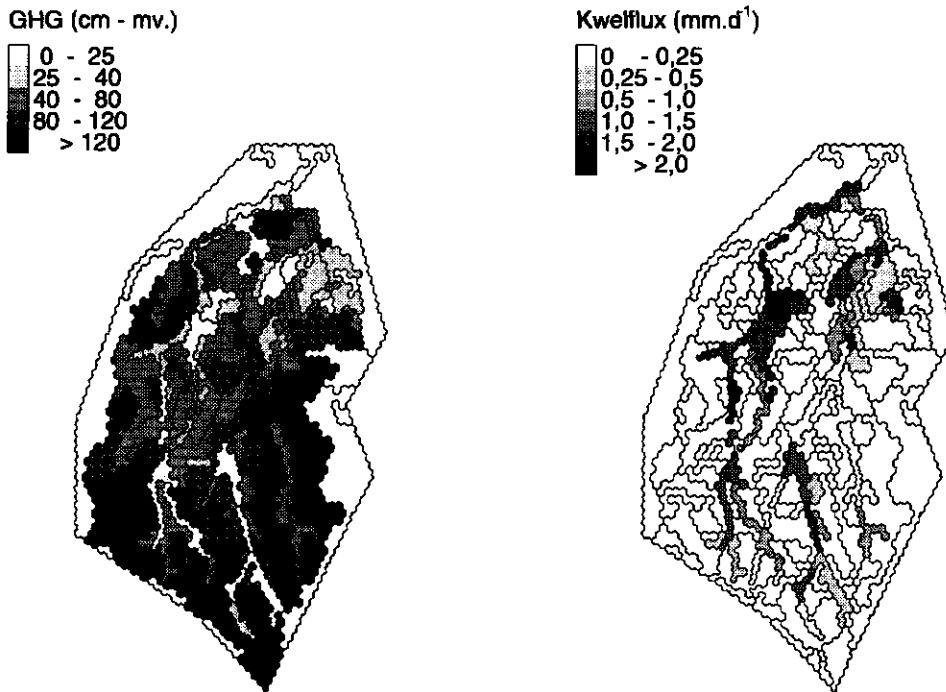 GHG (cm - mv.)
0 - 25
25 - 40
40 - 80
80 - 120
> 120
Kwelflux (mm.d-1)
0 - 0,25
0,25 - 0,5
0,5 - 1,0
1,0 - 1,5
1,5 - 2,0
> 2,0